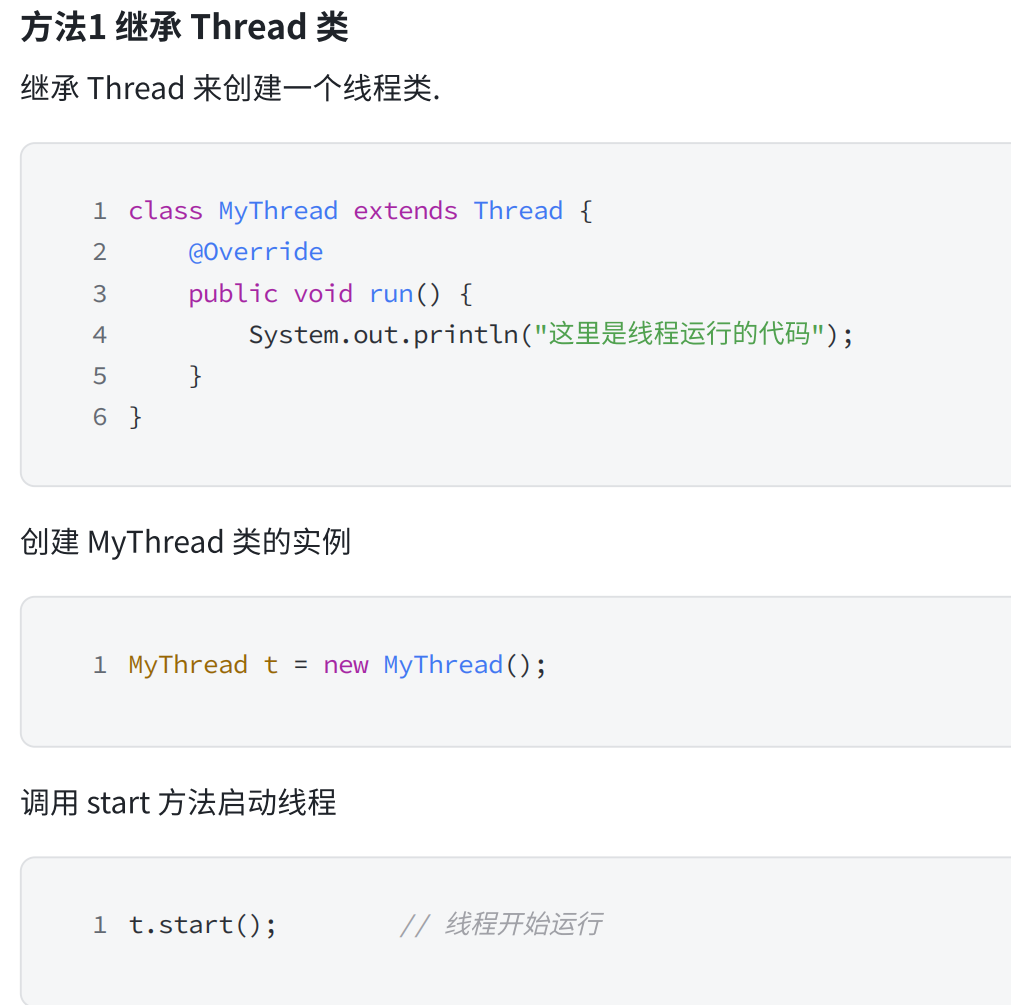 方法1 继承 Thread 类
继承 Thread 来创建一个线程类.
1 class MyThread extends Thread {
2     @Override
3     public void run() {
4         System.out.println("这里是线程运行的代码");
5     }
6 }
创建 MyThread 类的实例
1 MyThread t = new MyThread();
调用 start 方法启动线程
1 t.start();        // 线程开始运行